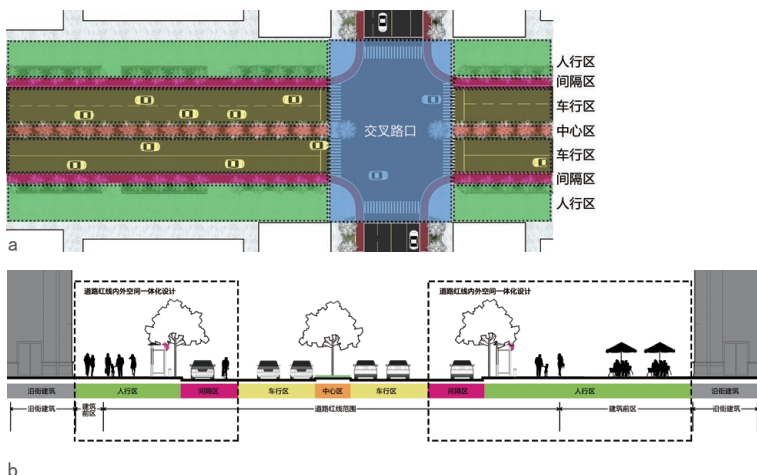 人行区
间隔区
车行区
交叉路口
中心区
车行区
间隔区
人行区
a
道路红线内外空间一体化设计
道路红线内外空间一体化设计
沿街建筑 人行区 间隔区 车行区 中心区 车行区 间隔区 人行区 沿街建筑
沿街建筑 建筑前区 道路红线范围 建筑前区 沿街建筑
b